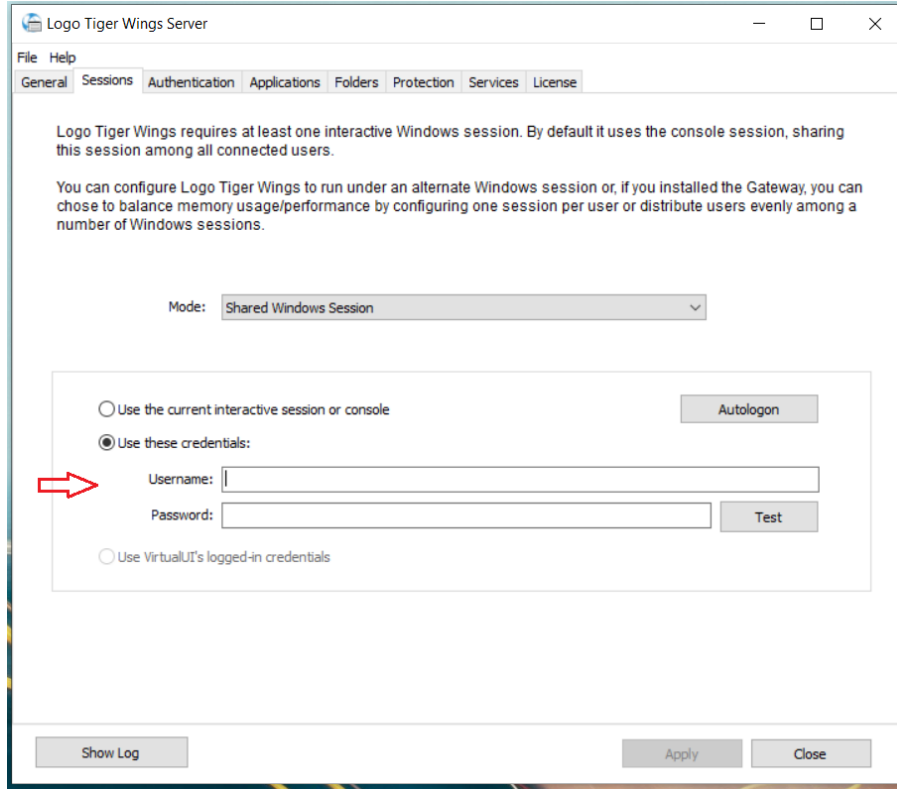 Logo Tiger Wings Server
File Help
General Sessions Authentication Applications Folders Protection Services License
Logo Tiger Wings requires at least one interactive Windows session. By default it uses the console session, sharing
this session among all connected users.
You can configure Logo Tiger Wings to run under an alternate Windows session or, if you installed the Gateway, you can
chose to balance memory usage/performance by configuring one session per user or distribute users evenly among a
number of Windows sessions.
Mode: Shared Windows Session
Use the current interactive session or console Autologon
Use these credentials:
Username:
Password: Test
Use VirtualUI's logged-in credentials
Show Log Apply Close